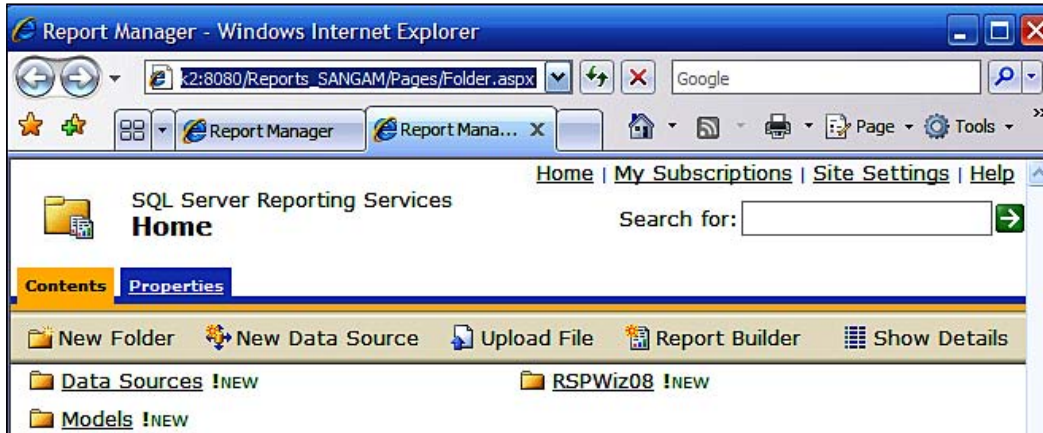 Report Manager - Windows Internet Explorer
k2:8080/Reports_SANGAM/Pages/Folder.aspx Google
Report Manager Report Mana... X Page Tools »
Home | My Subscriptions | Site Settings | Help
SQL Server Reporting Services
Home
Search for:
Contents Properties
New Folder New Data Source Upload File Report Builder Show Details
Data Sources !NEW RSPWiz08 !NEW
Models !NEW